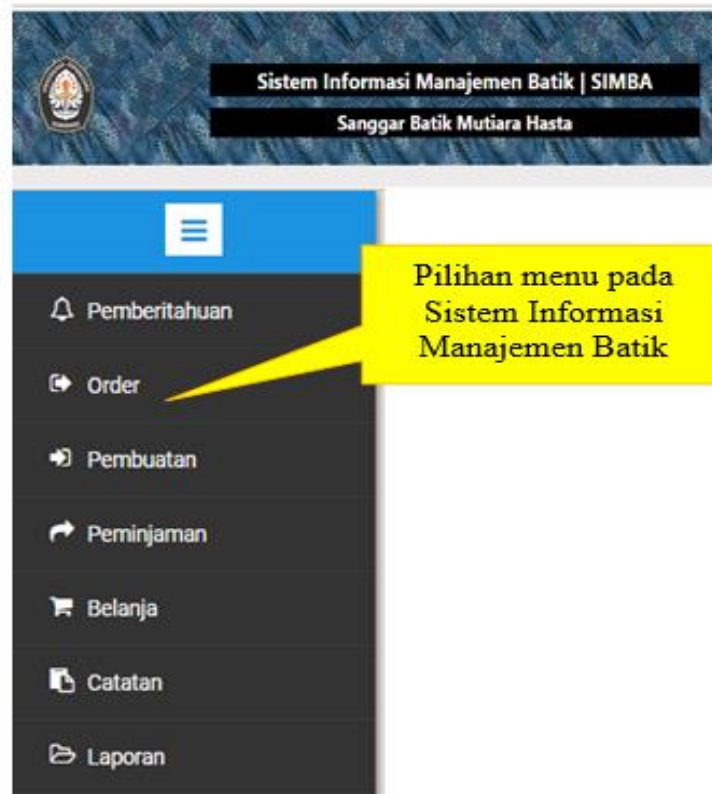 Sistem Informasi Manajemen Batik | SIMBA
Sanggar Batik Mutiara Hasta
Pilihan menu pada
Sistem Informasi
Manajemen Batik
Pemberitahuan
Order
Pembuatan
Peminjaman
Belanja
Catatan
Laporan